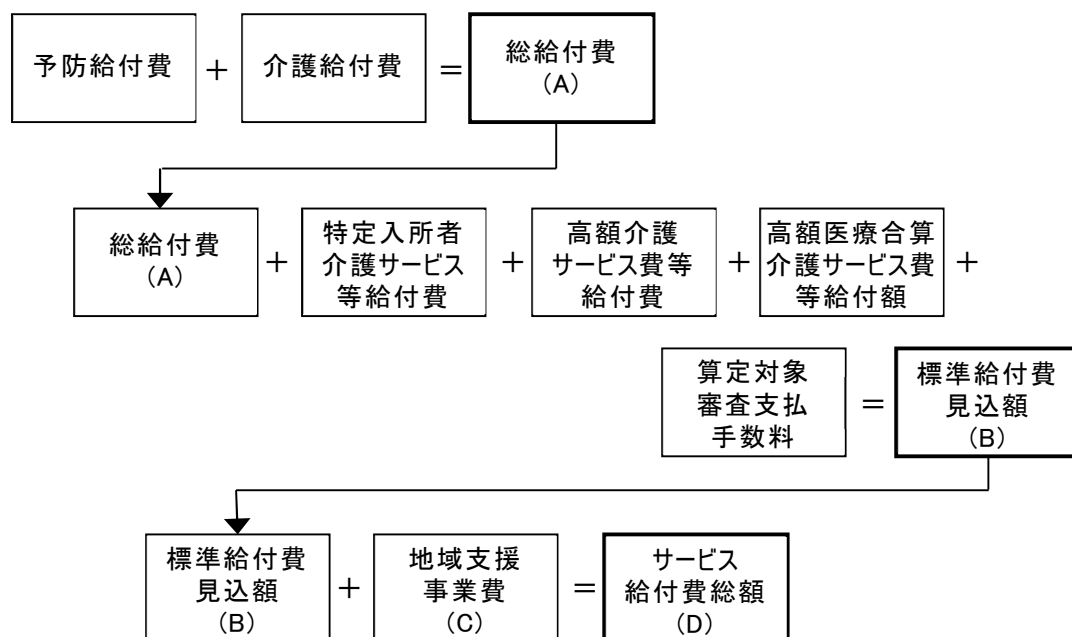 予防給付費 + 介護給付費 = 総給付費
(A)
総給付費
(A)
+
特定入所者
介護サービス
等給付費
+
高額介護
サービス費等
給付費
+
高額医療合算
介護サービス費
等給付額
+
算定対象
審査支払
手数料
=
標準給付費
見込額
(B)
標準給付費
見込額
(B)
+
地域支援
事業費
(C)
=
サービス
給付費総額
(D)